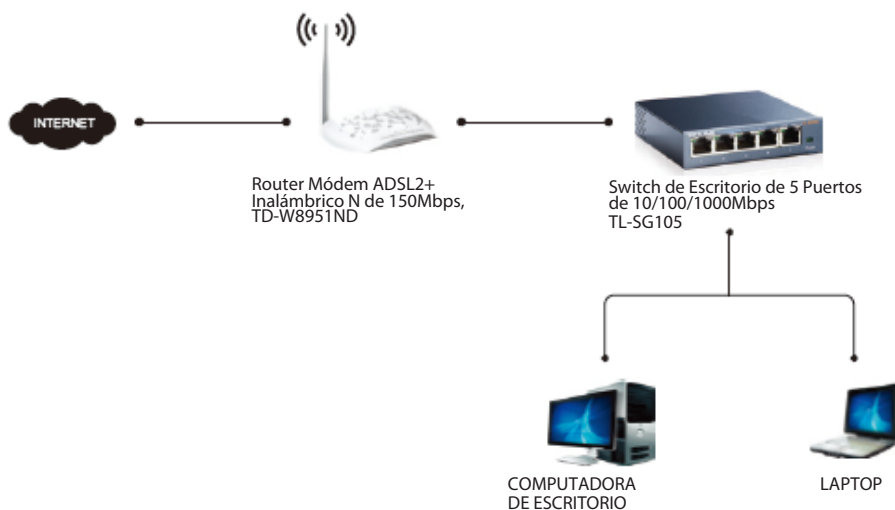 INTERNET
Router Módem ADSL2+
Inalámbrico N de 150Mbps,
TD-W8951ND
Switch de Escritorio de 5 Puertos
de 10/100/1000Mbps
TL-SG105
COMPUTADORA
DE ESCRITORIO
LAPTOP